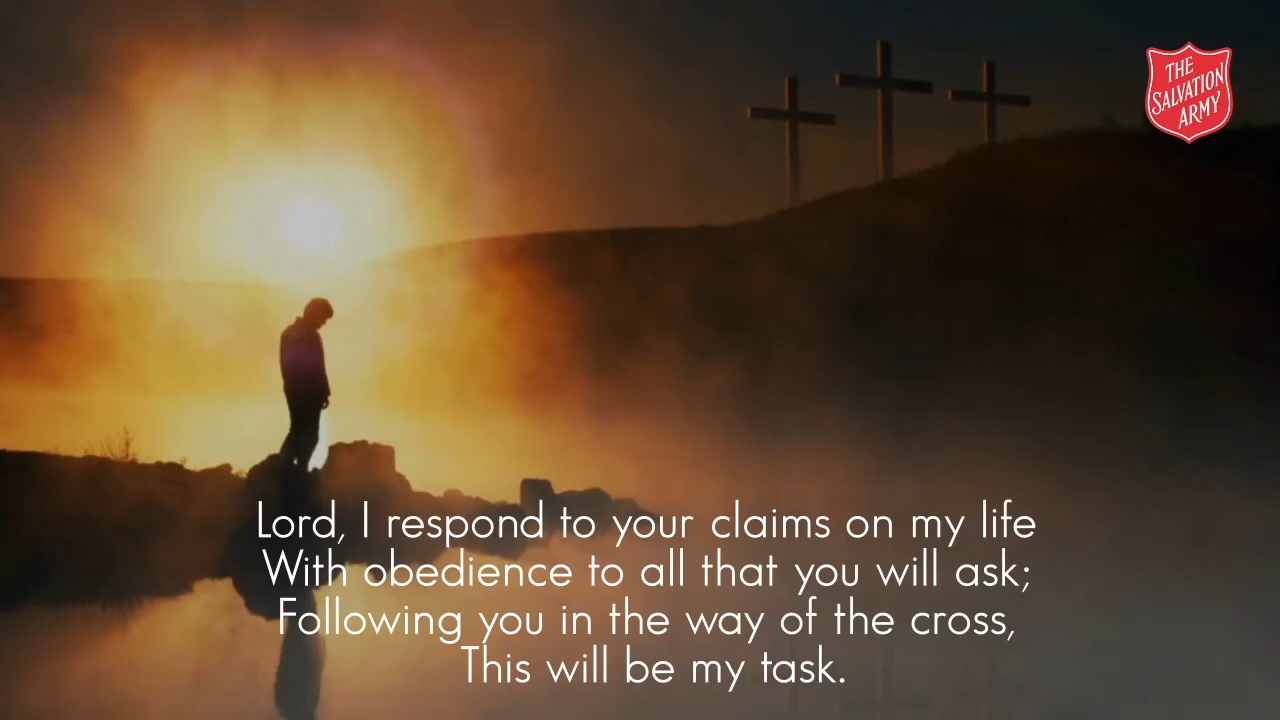 THE
SALVATION
ARMY
Lord, I respond to your claims on my life
With obedience to all that you will ask;
Following you in the way of the cross,
This will be my task.